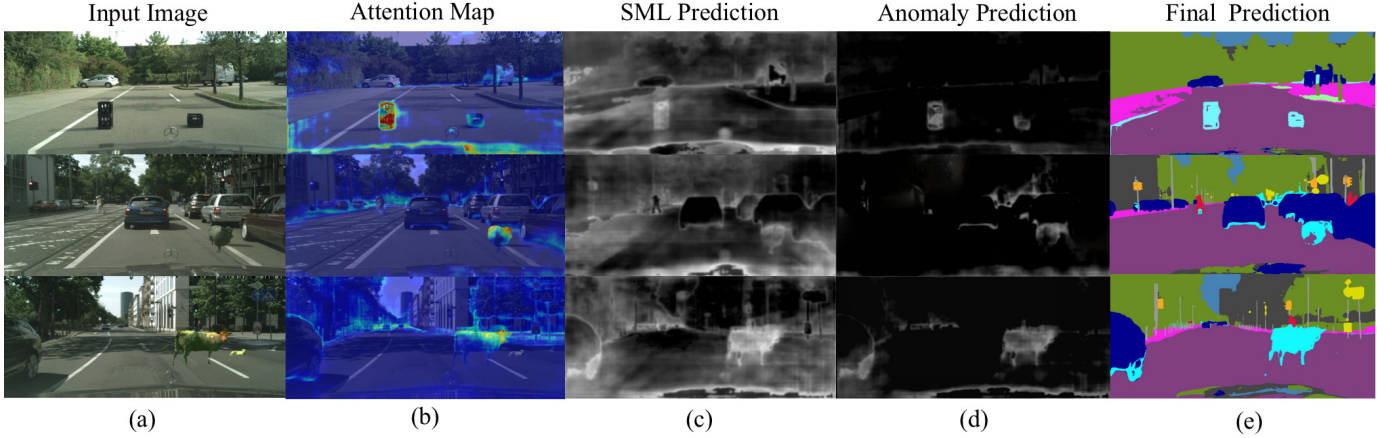 Input Image
Attention Map
SML Prediction
Anomaly Prediction
Final Prediction
(a)
(b)
(c)
(d)
(e)